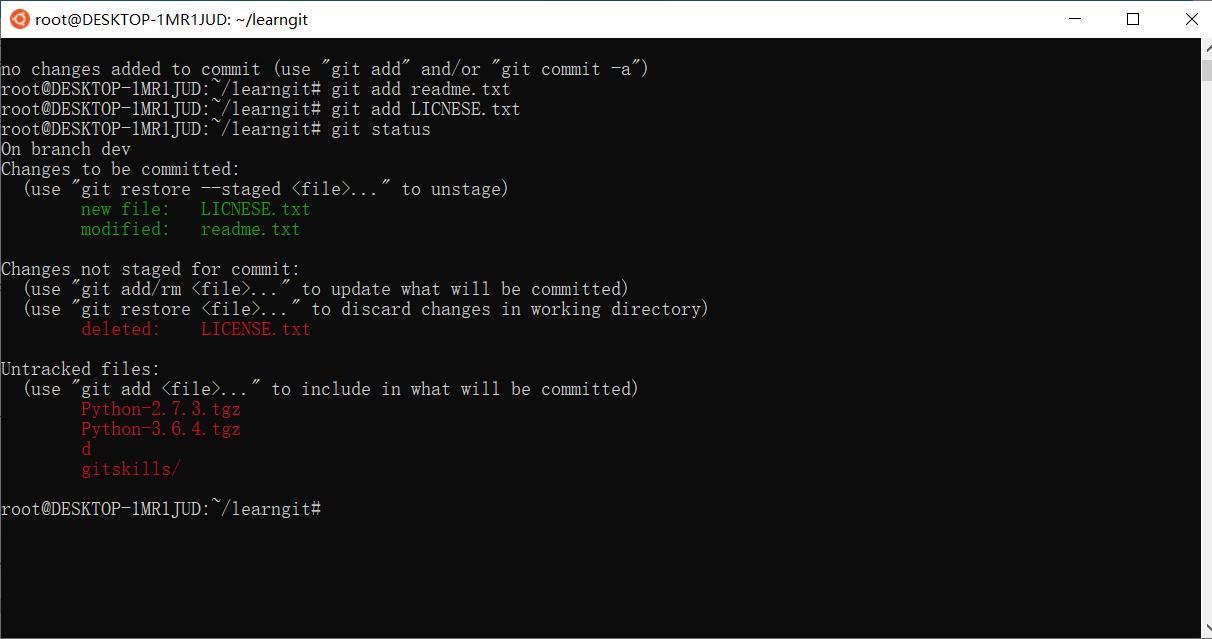 root@DESKTOP-1MR1JUD: ~/learngit
no changes added to commit (use "git add" and/or "git commit -a")
root@DESKTOP-1MR1JUD:~/learngit# git add readme.txt
root@DESKTOP-1MR1JUD:~/learngit# git add LICNESE.txt
root@DESKTOP-1MR1JUD:~/learngit# git status
On branch dev
Changes to be committed:
  (use "git restore --staged <file>..." to unstage)
        new file:   LICNESE.txt
        modified:   readme.txt
Changes not staged for commit:
  (use "git add/rm <file>..." to update what will be committed)
  (use "git restore <file>..." to discard changes in working directory)
        deleted:    LICENSE.txt
Untracked files:
  (use "git add <file>..." to include in what will be committed)
        Python-2.7.3.tgz
        Python-3.6.4.tgz
        d
        gitskills/
root@DESKTOP-1MR1JUD:~/learngit#